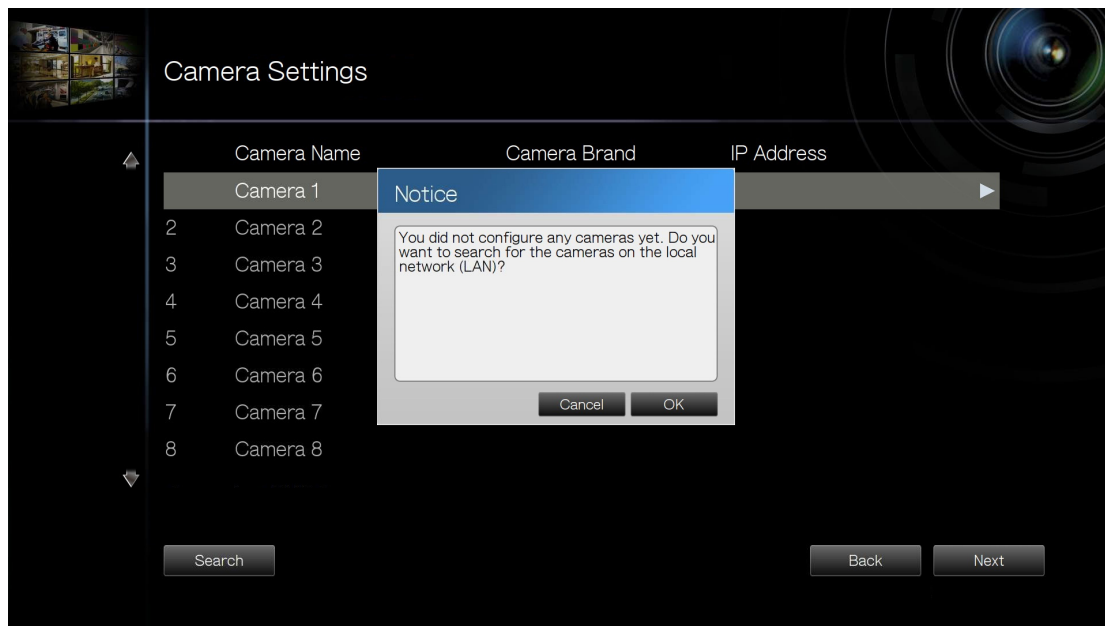 Camera Settings
Camera Name Camera Brand IP Address
Camera 1
2 Camera 2
3 Camera 3
4 Camera 4
5 Camera 5
6 Camera 6
7 Camera 7
8 Camera 8
Notice
You did not configure any cameras yet. Do you
want to search for the cameras on the local
network (LAN)?
Cancel OK
Search Back Next